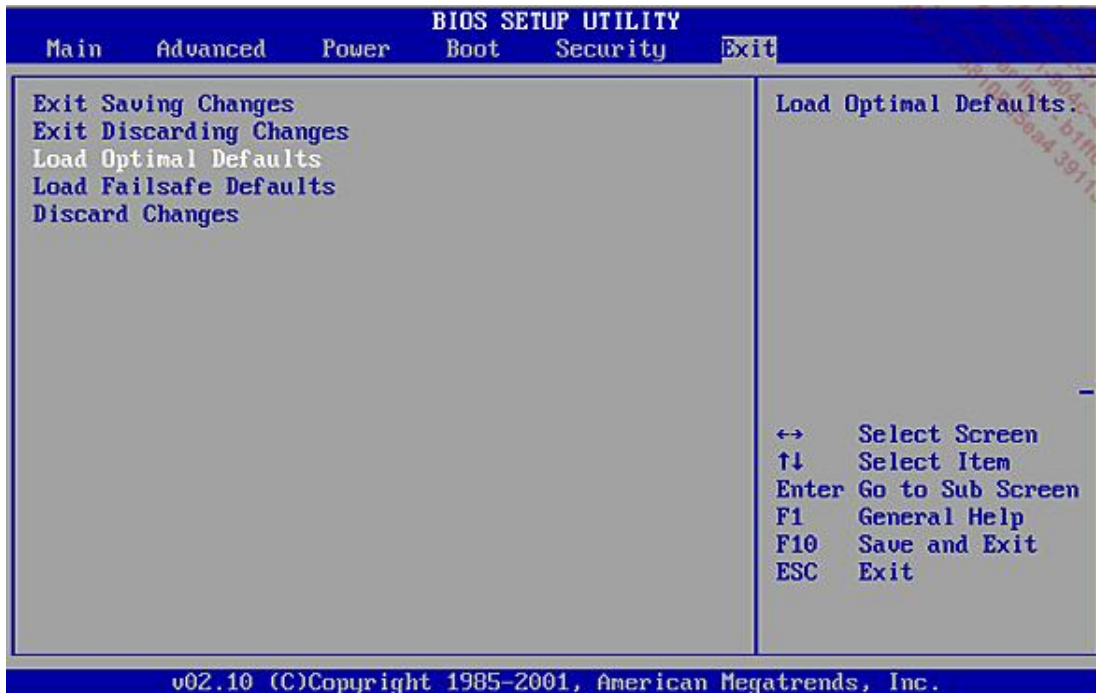 BIOS SETUP UTILITY
Main Advanced Power Boot Security Exit
Exit Saving Changes
Exit Discarding Changes
Load Optimal Defaults
Load Failsafe Defaults
Discard Changes
Load Optimal Defaults.
←→ Select Screen
↑↓ Select Item
Enter Go to Sub Screen
F1 General Help
F10 Save and Exit
ESC Exit
v02.10 (C)Copyright 1985-2001, American Megatrends, Inc.